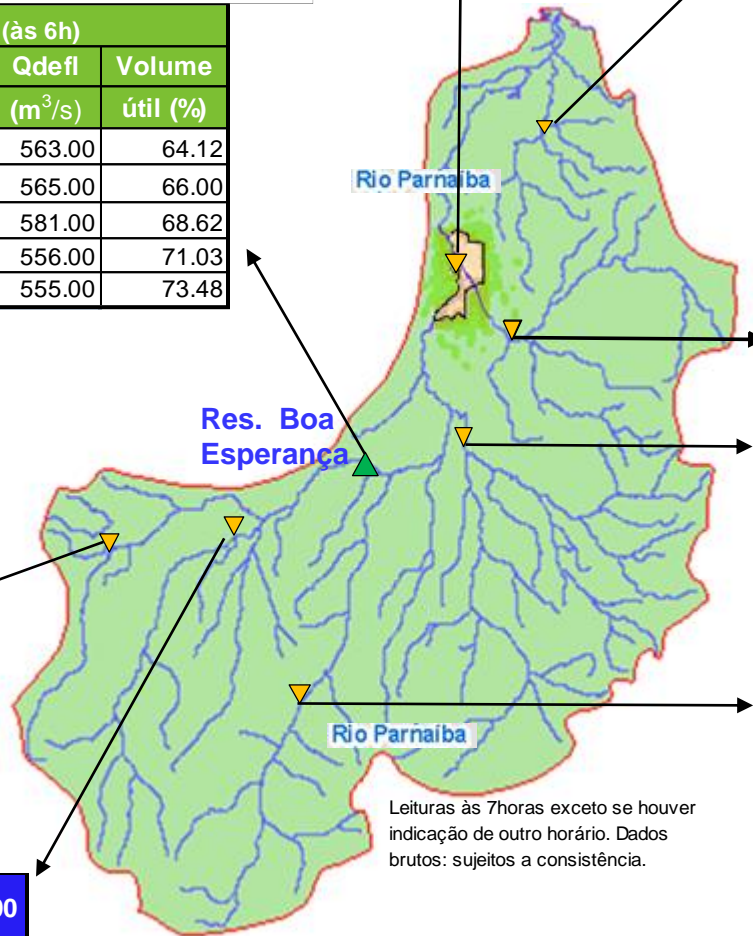 (às 6h)
Qdefl Volume
(m³/s) útil (%)
563.00 64.12
565.00 66.00
581.00 68.62
556.00 71.03
555.00 73.48
Rio Parnaíba
Res. Boa
Esperança
Rio Parnaíba
Leituras às 7horas exceto se houver
indicação de outro horário. Dados
brutos: sujeitos a consistência.